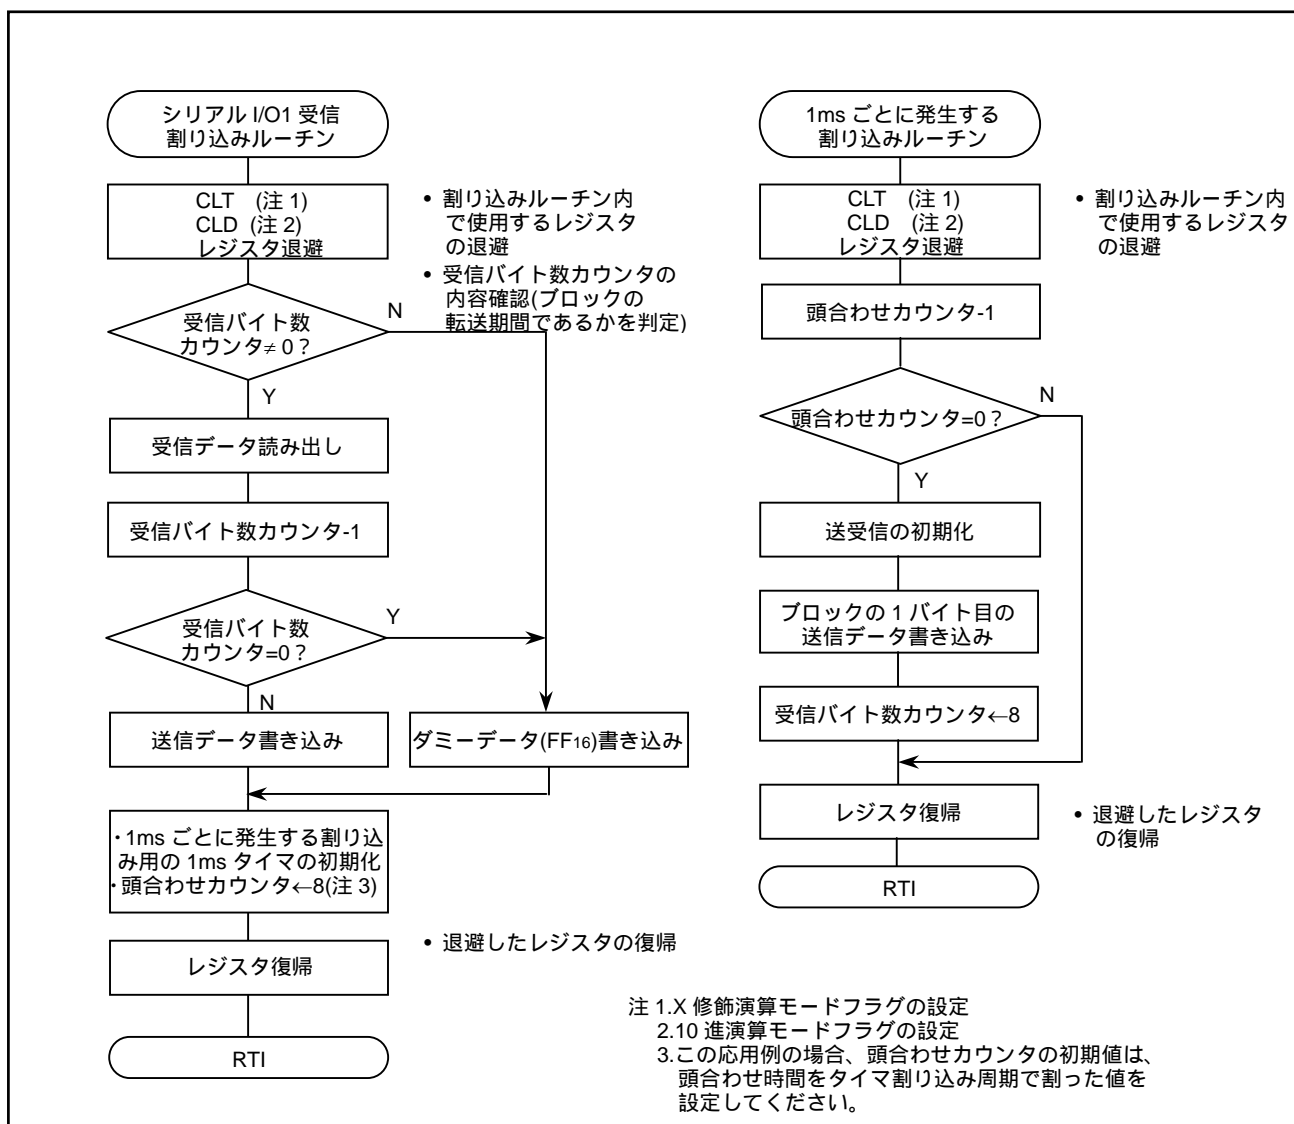 シリアル I/O1 受信
割り込みルーチン
CLT (注 1)
CLD (注 2)
レジスタ退避
• 割り込みルーチン内
で使用するレジスタ
の退避
• 受信バイト数カウンタの
内容確認(ブロックの
転送期間であるかを判定)
受信バイト数
カウンタ≠ 0？
N
Y
受信データ読み出し
受信バイト数カウンタ-1
受信バイト数
カウンタ=0？
Y
N
送信データ書き込み
ダミーデータ(FF16)書き込み
・1ms ごとに発生する割り込
み用の 1ms タイマの初期化
・頭合わせカウンタ←8(注 3)
レジスタ復帰
• 退避したレジスタの復帰
RTI
1ms ごとに発生する
割り込みルーチン
CLT (注 1)
CLD (注 2)
レジスタ退避
• 割り込みルーチン内
で使用するレジスタ
の退避
頭合わせカウンタ-1
頭合わせカウンタ=0？
N
Y
送受信の初期化
ブロックの 1 バイト目の
送信データ書き込み
受信バイト数カウンタ←8
レジスタ復帰
• 退避したレジスタ
の復帰
RTI
注 1.X 修飾演算モードフラグの設定
2.10 進演算モードフラグの設定
3.この応用例の場合、頭合わせカウンタの初期値は、
頭合わせ時間をタイマ割り込み周期で割った値を
設定してください。